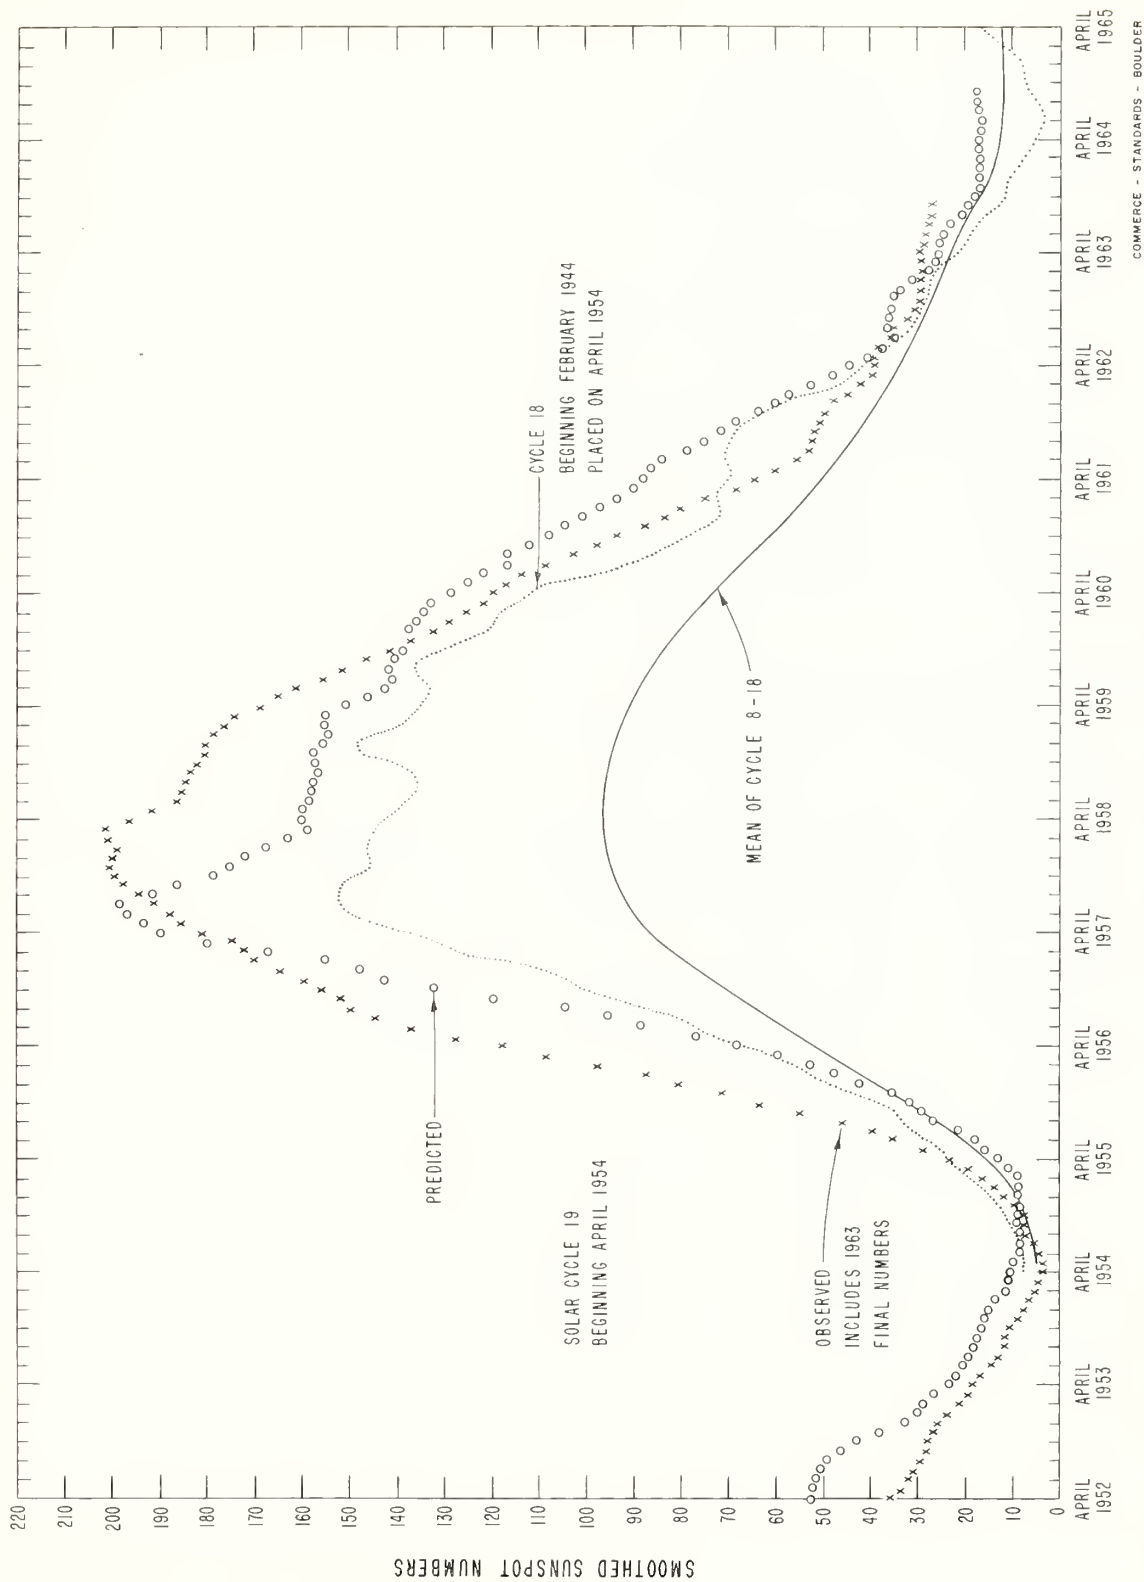 SMOOTHED SUNSPOT NUMBERS
220
210
200
190
180
170
160
150
140
130
120
110
100
90
80
70
60
50
40
30
20
10
0
PREDICTED
SOLAR CYCLE 19
BEGINNING APRIL 1954
OBSERVED
INCLUDES 1963
FINAL NUMBERS
CYCLE 18
BEGINNING FEBRUARY 1944
PLACED ON APRIL 1954
MEAN OF CYCLE 8-18
APRIL
1952
APRIL
1953
APRIL
1954
APRIL
1955
APRIL
1956
APRIL
1957
APRIL
1958
APRIL
1959
APRIL
1960
APRIL
1961
APRIL
1962
APRIL
1963
APRIL
1964
APRIL
1965
COMMERCE - STANDARDS - BOULDER